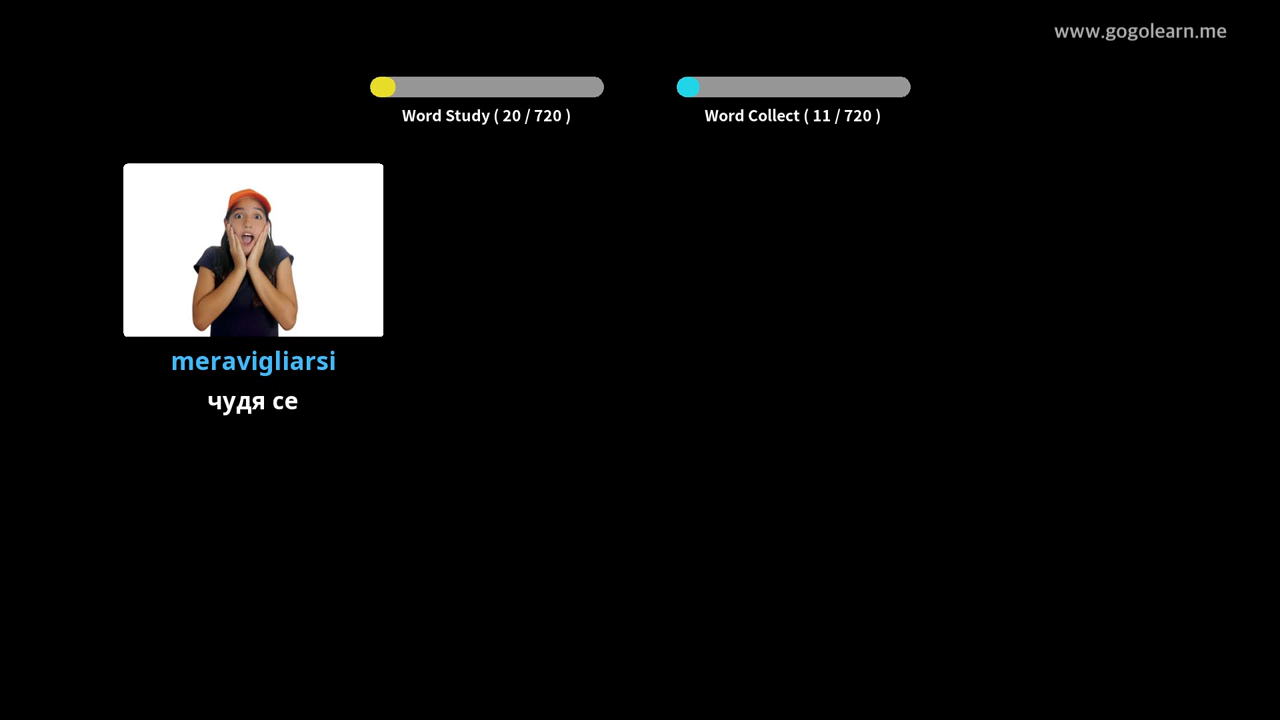 www.gogolearn.me
Word Study ( 20 / 720 )
Word Collect ( 11 / 720 )
meravigliarsi
чудя се